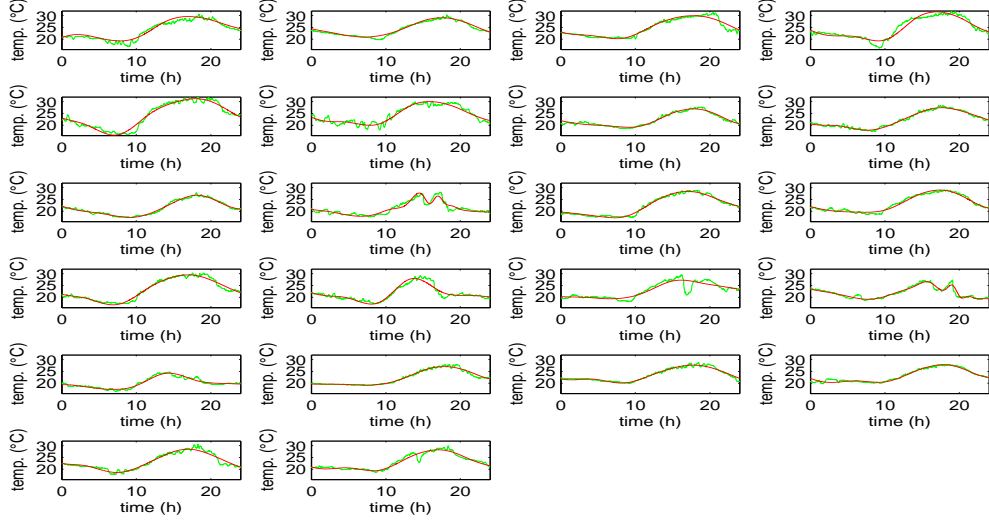 temp. (°C) temp. (°C) temp. (°C) temp. (°C)
30 30 30 30
25 25 25 25
20 20 20 20
0 10 20 0 10 20 0 10 20 0 10 20
time (h) time (h) time (h) time (h)
temp. (°C) temp. (°C) temp. (°C) temp. (°C)
30 30 30 30
25 25 25 25
20 20 20 20
0 10 20 0 10 20 0 10 20 0 10 20
time (h) time (h) time (h) time (h)
temp. (°C) temp. (°C) temp. (°C) temp. (°C)
30 30 30 30
25 25 25 25
20 20 20 20
0 10 20 0 10 20 0 10 20 0 10 20
time (h) time (h) time (h) time (h)
temp. (°C) temp. (°C) temp. (°C) temp. (°C)
30 30 30 30
25 25 25 25
20 20 20 20
0 10 20 0 10 20 0 10 20 0 10 20
time (h) time (h) time (h) time (h)
temp. (°C) temp. (°C) temp. (°C) temp. (°C)
30 30 30 30
25 25 25 25
20 20 20 20
0 10 20 0 10 20 0 10 20 0 10 20
time (h) time (h) time (h) time (h)
temp. (°C) temp. (°C)
30 30
25 25
20 20
0 10 20 0 10 20
time (h) time (h)